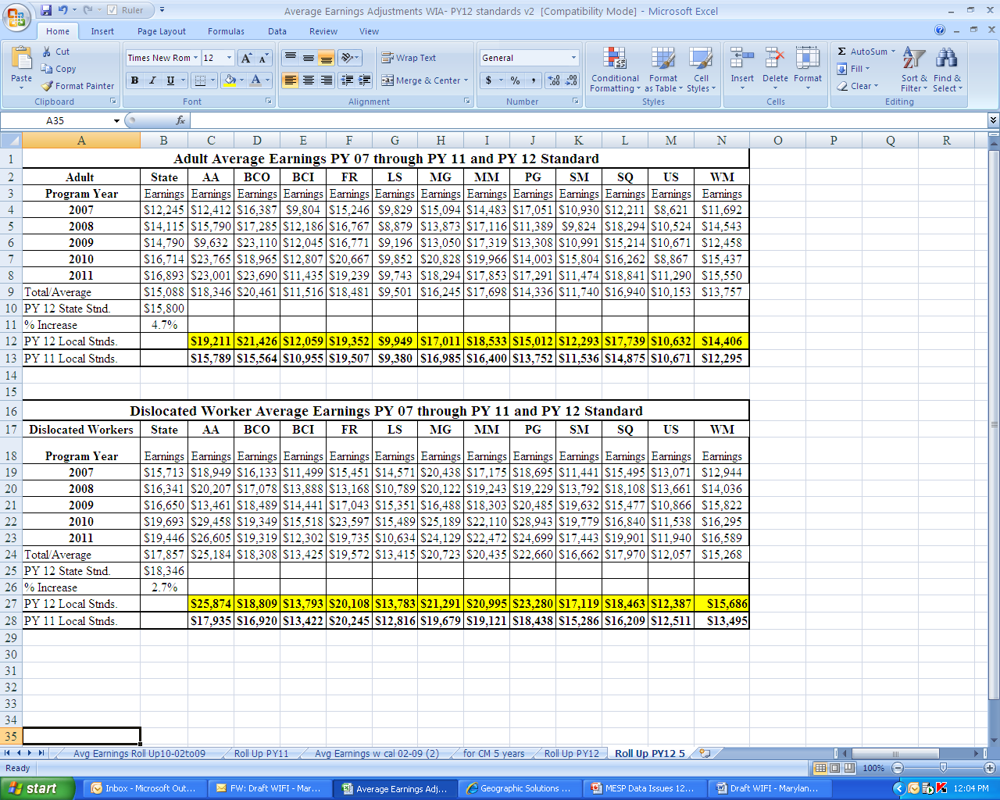 Average Earnings Adjustments WIA- PY12 standards v2 [Compatibility Mode] - Microsoft Excel
Ruler
Home Insert Page Layout Formulas Data Review View
Paste Cut Copy Format Painter Clipboard
Times New Rom 12 B I U Font
Wrap Text Merge & Center Alignment
General $ % , Number
Conditional Formatting Format as Table Cell Styles Styles
Insert Delete Format Cells
Σ AutoSum Fill Clear Sort & Filter Find & Select Editing
A35 fx
A B C D E F G H I J K L M N O P Q R
1 Adult Average Earnings PY 07 through PY 11 and PY 12 Standard
2 Adult State AA BCO BCI FR LS MG MM PG SM SQ US WM
3 Program Year Earnings Earnings Earnings Earnings Earnings Earnings Earnings Earnings Earnings Earnings Earnings Earnings Earnings
4 2007 $12,245 $12,412 $16,387 $9,804 $15,246 $9,829 $15,094 $14,483 $17,051 $10,930 $12,211 $8,621 $11,692
5 2008 $14,115 $15,790 $17,285 $12,186 $16,767 $8,879 $13,873 $17,116 $11,389 $9,824 $18,294 $10,524 $14,543
6 2009 $14,790 $9,632 $23,110 $12,045 $16,771 $9,196 $13,050 $17,319 $13,308 $10,991 $15,214 $10,671 $12,458
7 2010 $16,714 $23,765 $18,965 $12,807 $20,667 $9,852 $20,828 $19,966 $14,003 $15,804 $16,262 $8,867 $15,437
8 2011 $16,893 $23,001 $23,690 $11,435 $19,239 $9,743 $18,294 $17,853 $17,291 $11,474 $18,841 $11,290 $15,550
9 Total/Average $15,088 $18,346 $20,461 $11,516 $18,481 $9,501 $16,245 $17,698 $14,336 $11,740 $16,940 $10,153 $13,757
10 PY 12 State Stnd. $15,800
11 % Increase 4.7%
12 PY 12 Local Stnds. $19,211 $21,426 $12,059 $19,352 $9,949 $17,011 $18,533 $15,012 $12,293 $17,739 $10,632 $14,406
13 PY 11 Local Stnds. $15,789 $15,564 $10,955 $19,507 $9,380 $16,985 $16,400 $13,752 $11,536 $14,875 $10,671 $12,295
14
15
16 Dislocated Worker Average Earnings PY 07 through PY 11 and PY 12 Standard
17 Dislocated Workers State AA BCO BCI FR LS MG MM PG SM SQ US WM
18 Program Year Earnings Earnings Earnings Earnings Earnings Earnings Earnings Earnings Earnings Earnings Earnings Earnings Earnings
19 2007 $15,713 $18,949 $16,133 $11,499 $15,451 $14,571 $20,438 $17,175 $18,695 $11,441 $15,495 $13,071 $12,944
20 2008 $16,341 $20,207 $17,078 $13,888 $13,168 $10,789 $20,122 $19,243 $19,229 $13,792 $18,108 $13,661 $14,036
21 2009 $16,650 $13,461 $18,489 $14,441 $17,043 $15,351 $16,488 $18,303 $20,485 $19,632 $15,477 $10,866 $15,822
22 2010 $19,693 $29,458 $19,349 $15,518 $23,597 $15,489 $25,189 $22,110 $28,943 $19,779 $16,840 $11,538 $16,295
23 2011 $19,446 $26,605 $19,319 $12,302 $19,735 $10,634 $24,129 $22,472 $24,699 $17,443 $19,901 $11,940 $16,589
24 Total/Average $17,857 $25,184 $18,308 $13,425 $19,572 $13,415 $20,723 $20,435 $22,660 $16,662 $17,970 $12,057 $15,268
25 PY 12 State Stnd. $18,346
26 % Increase 2.7%
27 PY 12 Local Stnds. $25,874 $18,809 $13,793 $20,108 $13,783 $21,291 $20,995 $23,280 $17,119 $18,463 $12,387 $15,686
28 PY 11 Local Stnds. $17,935 $16,920 $13,422 $20,245 $12,816 $19,679 $19,121 $18,438 $15,286 $16,209 $12,511 $13,495
29
30
31
32
33
34
35
Avg Earnings Roll Up10-02to09 Roll Up PY11 Avg Earnings w cal 02-09 (2) for CM 5 years Roll Up PY12 Roll Up PY12 5
Ready 100%
start Inbox - Microsoft Out... FW: Draft WIFI - Mar... Average Earnings Adj... Geographic Solutions ... MESP Data Issues 12... Draft WIFI - Marylan... 12:04 PM